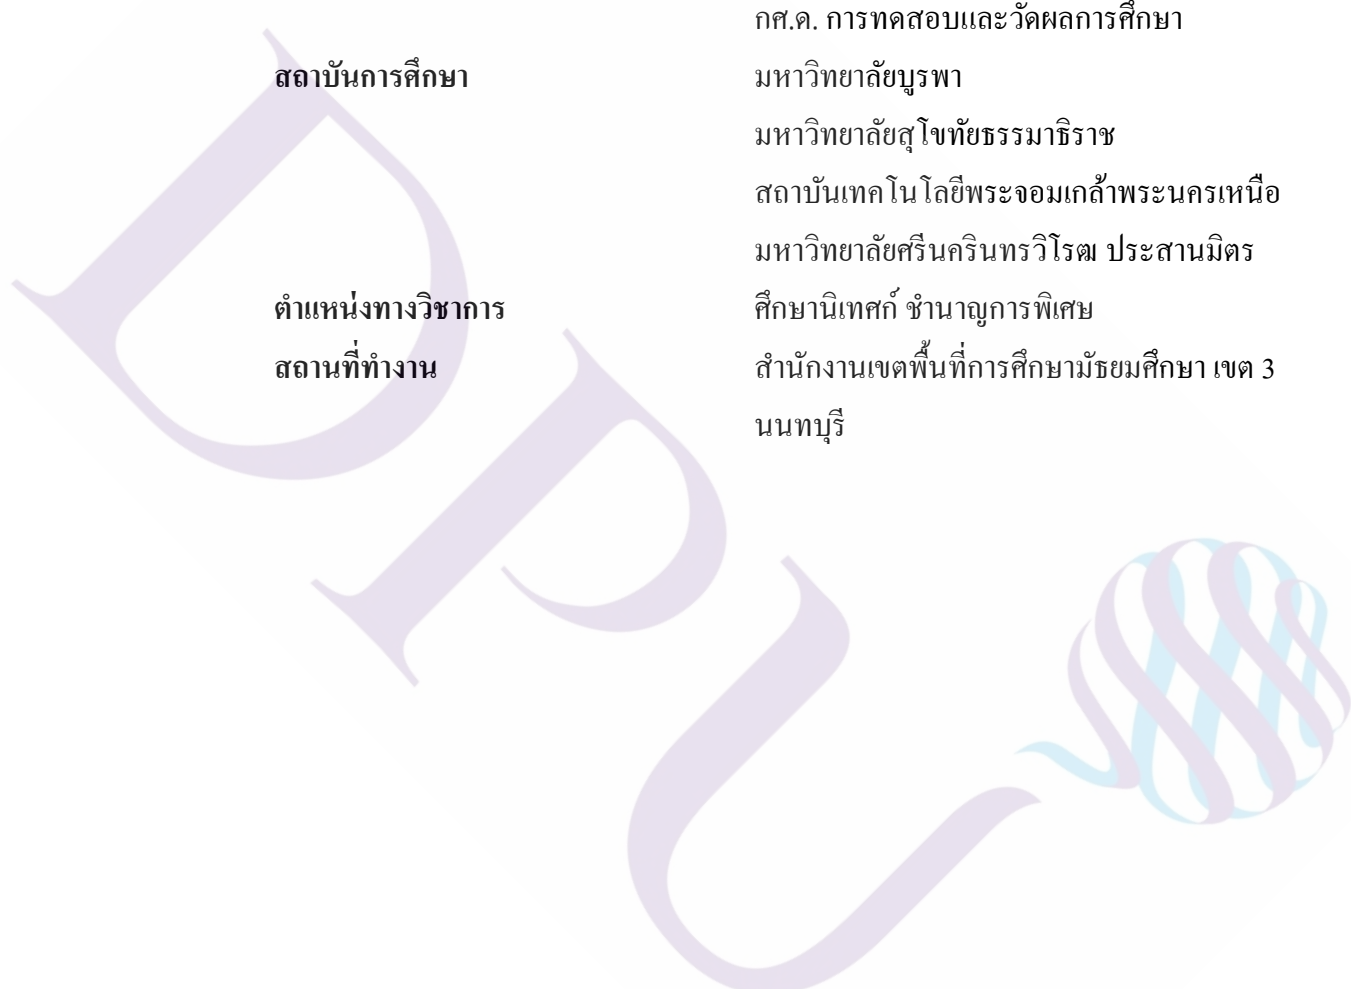 กศ.ด. การทดสอบและวัดผลการศึกษา
สถาบันการศึกษา มหาวิทยาลัยบูรพา
มหาวิทยาลัยสุโขทัยธรรมาธิราช
สถาบันเทคโนโลยีพระจอมเกล้าพระนครเหนือ
มหาวิทยาลัยศรีนครินทรวิโรฒ ประสานมิตร
ตำแหน่งทางวิชาการ ศึกษานิเทศก์ ชำนาญการพิเศษ
สถานที่ทำงาน สำนักงานเขตพื้นที่การศึกษามัธยมศึกษา เขต 3
นนทบุรี
DPU